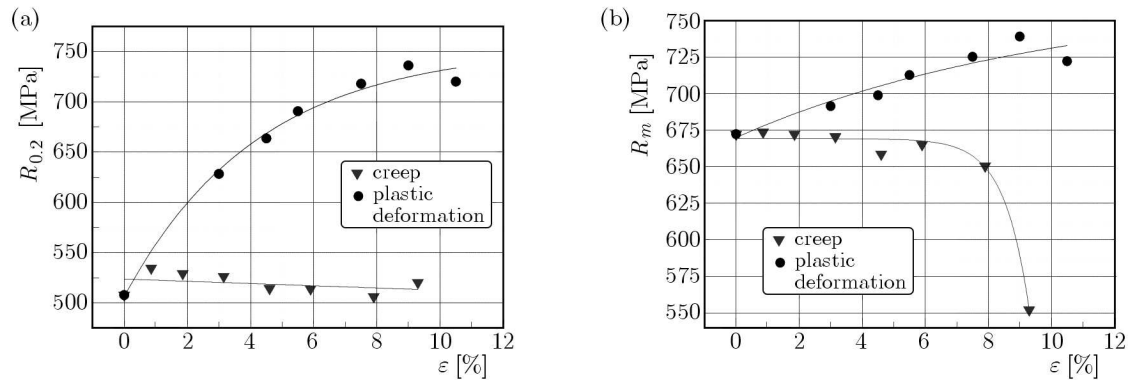 (a)
R0.2 [MPa]
750
700
650
600
550
500
creep
plastic
deformation
0 2 4 6 8 10 12
ε [%]
(b)
Rm [MPa]
750
725
700
675
650
600
625
575
550
creep
plastic
deformation
0 2 4 6 8 10 12
ε [%]